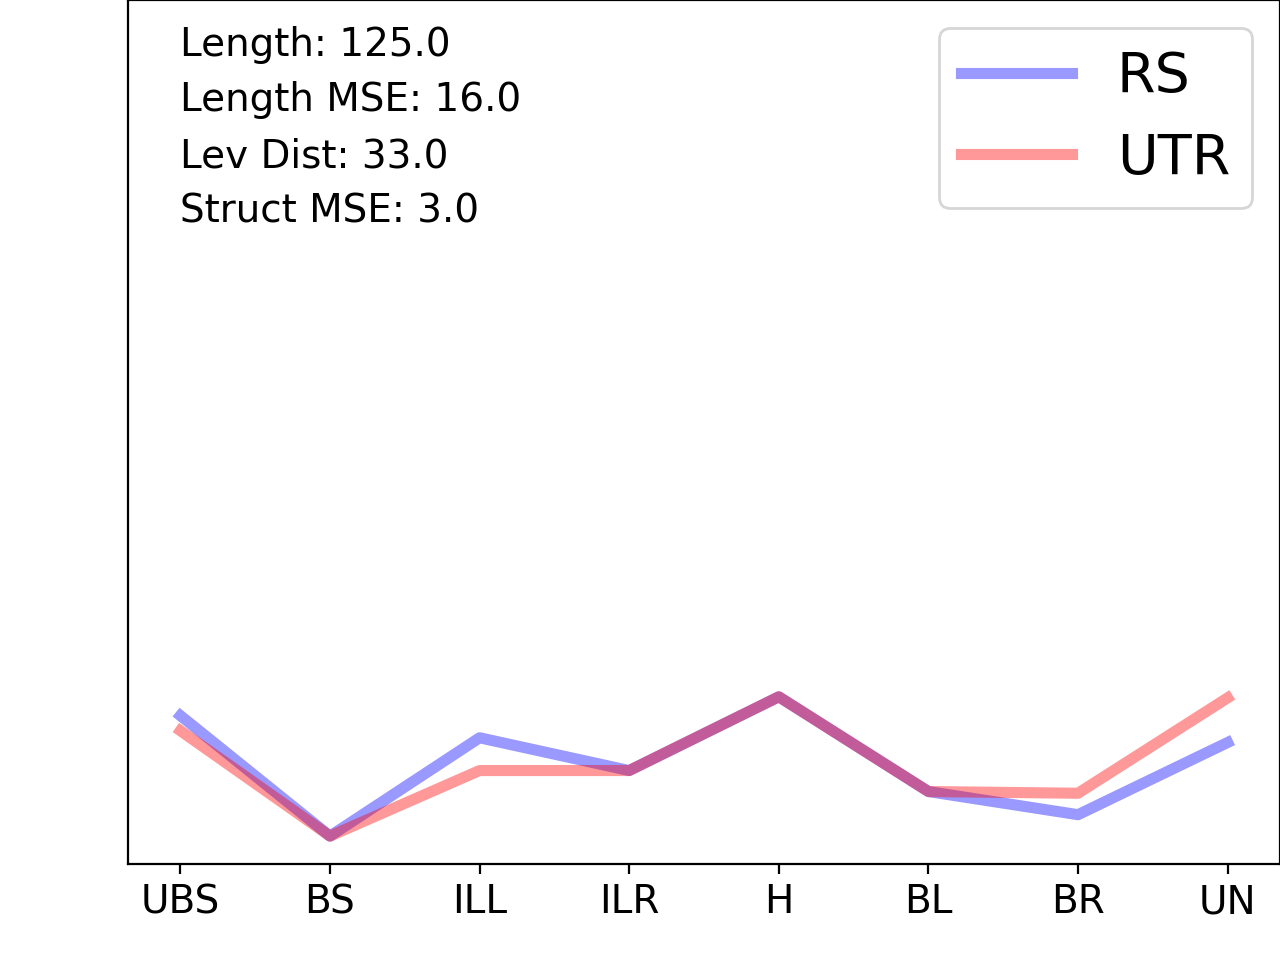 Length: 125.0
Length MSE: 16.0
Lev Dist: 33.0
Struct MSE: 3.0
RS
UTR
UBS BS ILL ILR H BL BR UN